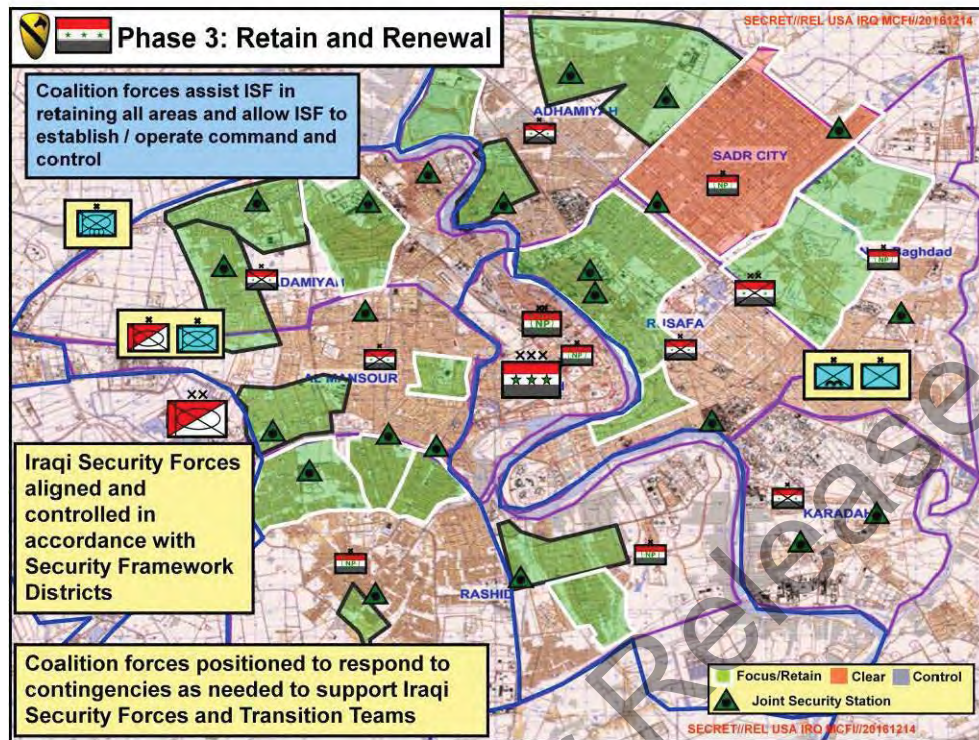 SECRET//REL USA IRQ MCFI//20161214
Phase 3: Retain and Renewal
Coalition forces assist ISF in
retaining all areas and allow ISF to
establish / operate command and
control
ADHAMIYAH
SADR CITY
NP
Baghdad
NP
DAMIYAH
NP
RUSAFA
NP
AL MANSOUR
Iraqi Security Forces
aligned and
controlled in
accordance with
Security Framework
Districts
KARADAH
NP
NP
RASHID
Coalition forces positioned to respond to
contingencies as needed to support Iraqi
Security Forces and Transition Teams
Focus/Retain Clear Control
Joint Security Station
SECRET//REL USA IRQ MCFI//20161214
Release